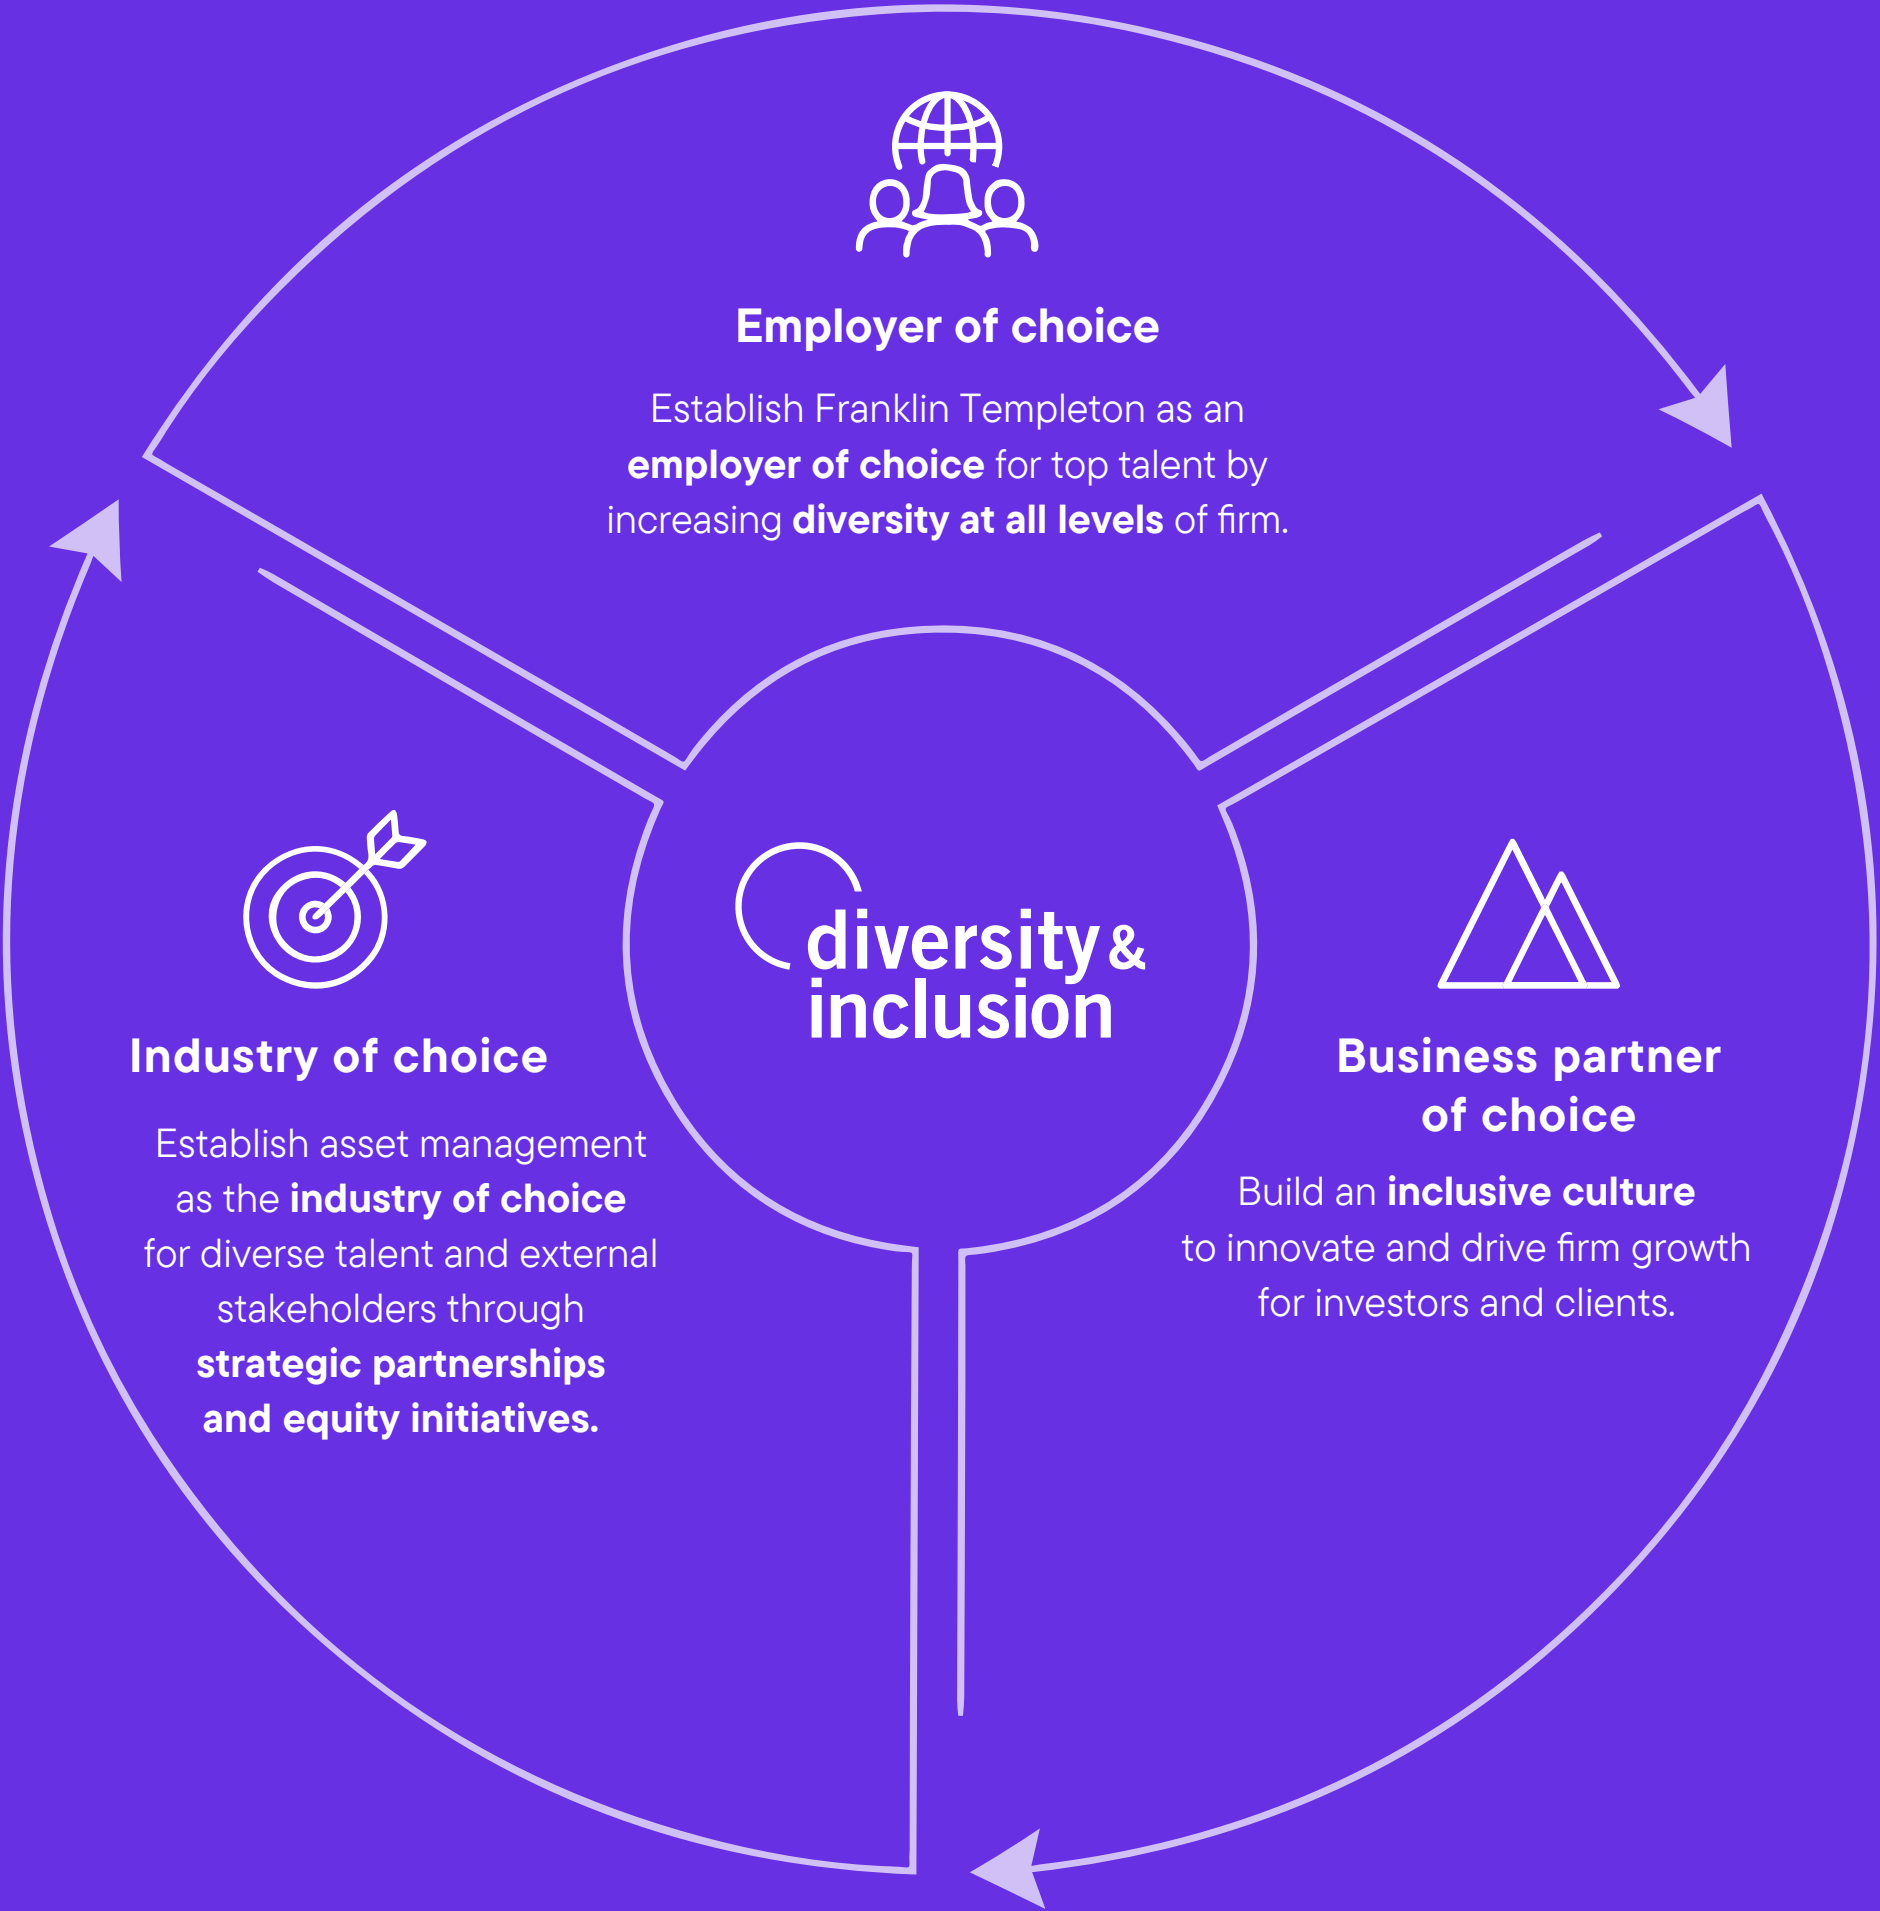 Employer of choice
Establish Franklin Templeton as an
employer of choice for top talent by
increasing diversity at all levels of firm.
diversity &
inclusion
Industry of choice
Establish asset management
as the industry of choice
for diverse talent and external
stakeholders through
strategic partnerships
and equity initiatives.
Business partner
of choice
Build an inclusive culture
to innovate and drive firm growth
for investors and clients.